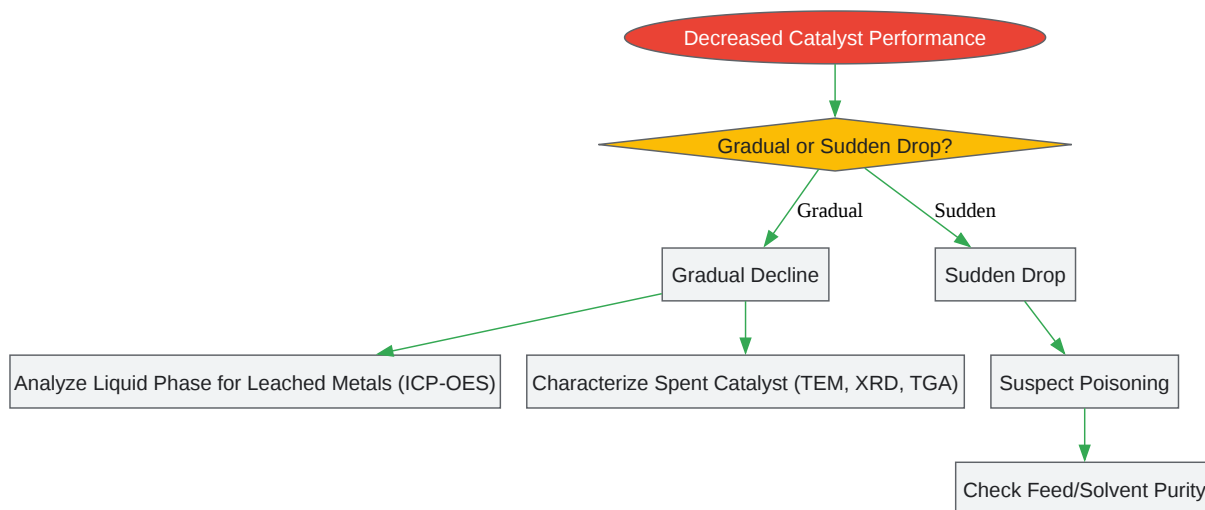 Decreased Catalyst Performance
Gradual or Sudden Drop?
Gradual
Sudden
Gradual Decline
Sudden Drop
Analyze Liquid Phase for Leached Metals (ICP-OES)
Characterize Spent Catalyst (TEM, XRD, TGA)
Suspect Poisoning
Check Feed/Solvent Purity